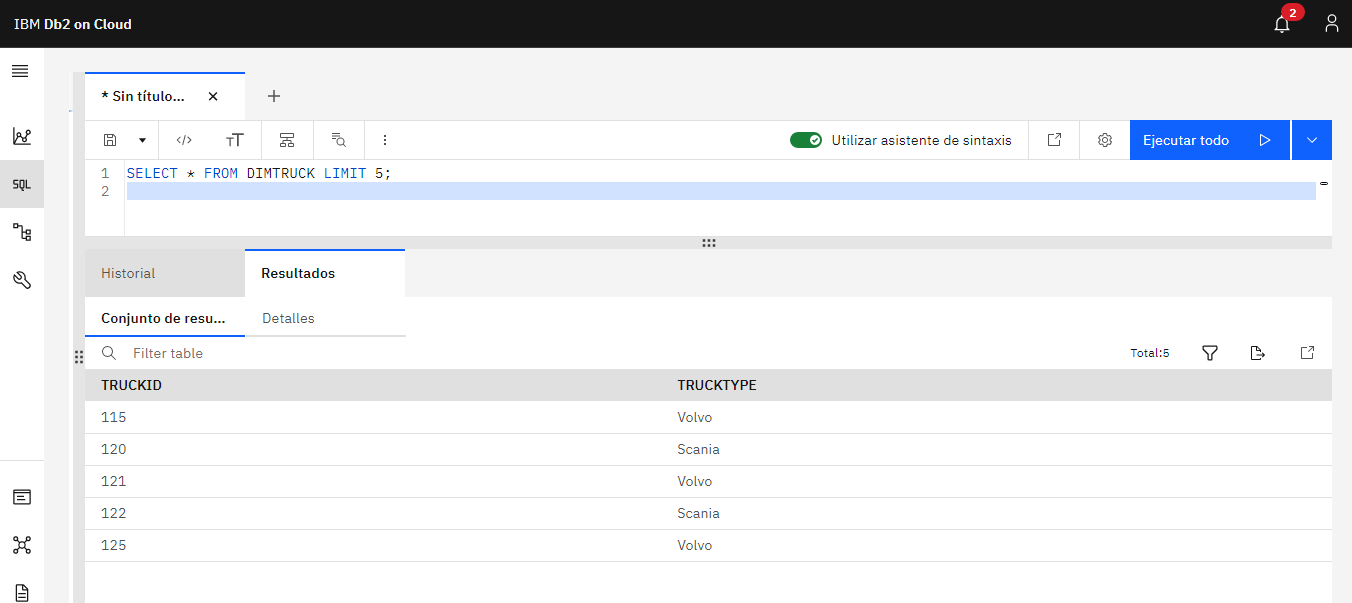 IBM Db2 on Cloud
2
* Sin título...
Utilizar asistente de sintaxis
Ejecutar todo
SQL
1 SELECT * FROM DIMTRUCK LIMIT 5;
2
Historial
Resultados
Conjunto de resu...
Detalles
Filter table
Total:5
TRUCKID TRUCKTYPE
115 Volvo
120 Scania
121 Volvo
122 Scania
125 Volvo